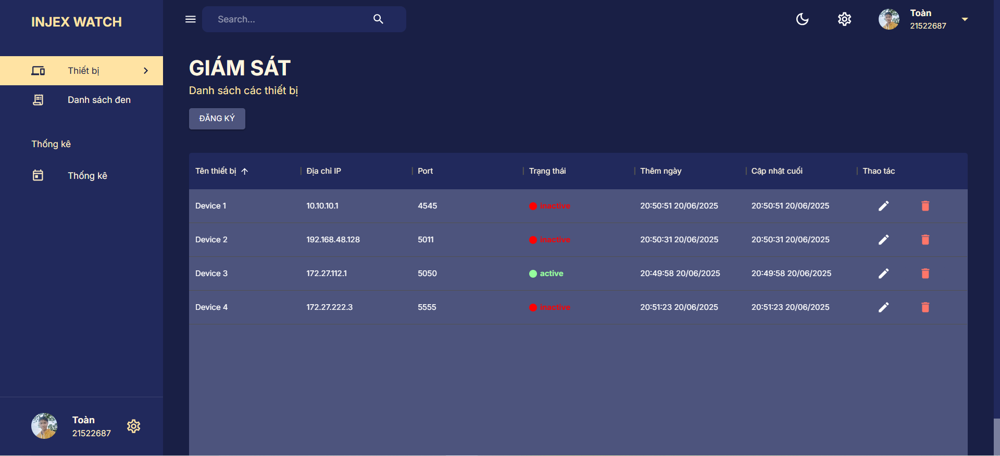 INJEX WATCH
Search...
Toàn
21522687
Thiết bị
Danh sách đen
Thống kê
Thống kê
Toàn
21522687
GIÁM SÁT
Danh sách các thiết bị
ĐĂNG KÝ
Tên thiết bị Địa chỉ IP Port Trạng thái Thêm ngày Cập nhật cuối Thao tác
Device 1 10.10.10.1 4545 inactive 20:50:51 20/06/2025 20:50:51 20/06/2025
Device 2 192.168.48.128 5011 inactive 20:50:31 20/06/2025 20:50:31 20/06/2025
Device 3 172.27.112.1 5050 active 20:49:58 20/06/2025 20:49:58 20/06/2025
Device 4 172.27.222.3 5555 inactive 20:51:23 20/06/2025 20:51:23 20/06/2025